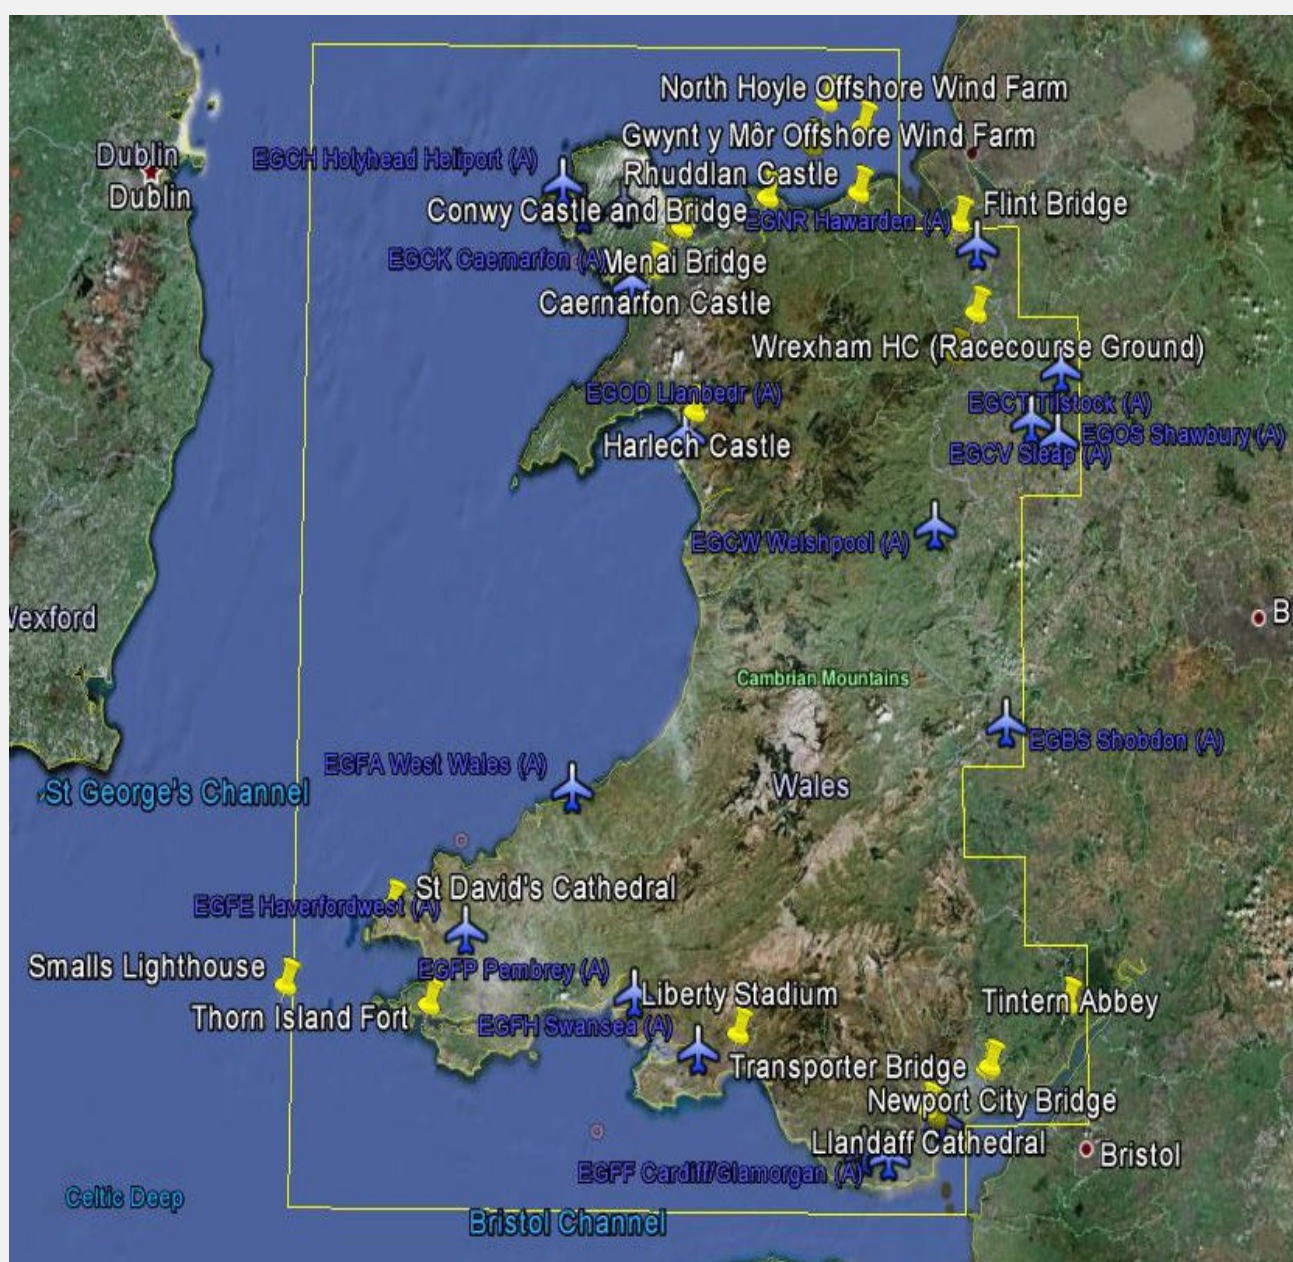 North Hoyle Offshore Wind Farm
Gwynt y Môr Offshore Wind Farm
Dublin
EGCH Holyhead Heliport (A)
Rhuddlan Castle
Dublin
Conwy Castle and Bridge
EGNR Hawarden (A)
Flint Bridge
EGCK Caernarfon (A)
Menai Bridge
Caernarfon Castle
Wrexham HC (Racecourse Ground)
EGOD Llanbedr (A)
EGCT Tilstock (A)
EGOS Shawbury (A)
Harlech Castle
EGCV Sleap (A)
EGCW Welshpool (A)
B
Wexford
Cambrian Mountains
EGBS Shobdon (A)
EGFA West Wales (A)
Wales
St George's Channel
St David's Cathedral
EGFE Haverfordwest (A)
Smalls Lighthouse
EGFP Pembrey (A)
Liberty Stadium
Tintern Abbey
Thorn Island Fort
EGFH Swansea (A)
Transporter Bridge
Newport City Bridge
Llandaff Cathedral
Bristol
EGFF Cardiff/Glamorgan (A)
Celtic Deep
Bristol Channel